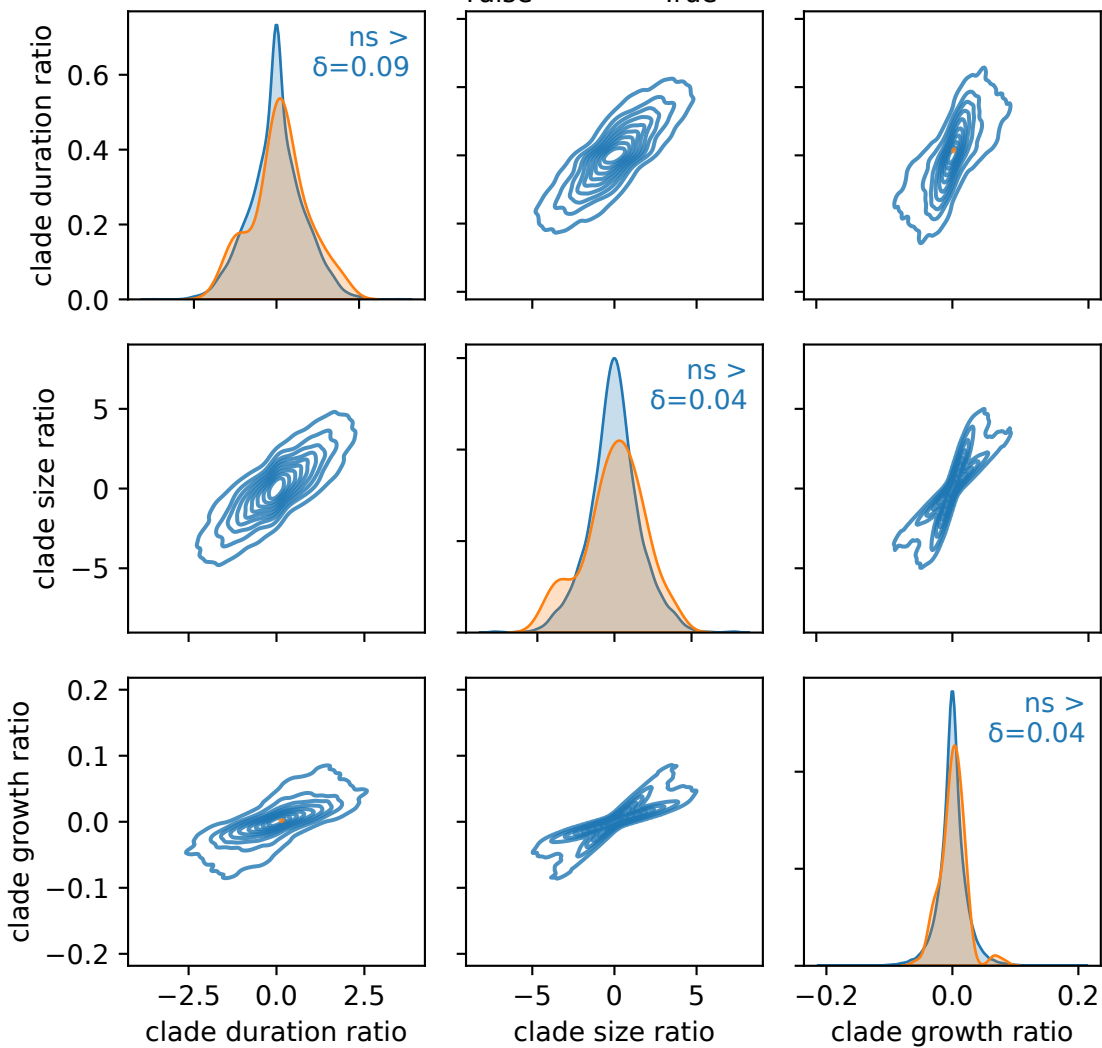 clade duration ratio
0.6
0.4
0.2
0.0
ns >
δ=0.09
clade size ratio
5
0
−5
ns >
δ=0.04
clade growth ratio
0.2
0.1
0.0
−0.1
−0.2
ns >
δ=0.04
−2.5 0.0 2.5
−5 0 5
−0.2 0.0 0.2
clade duration ratio
clade size ratio
clade growth ratio